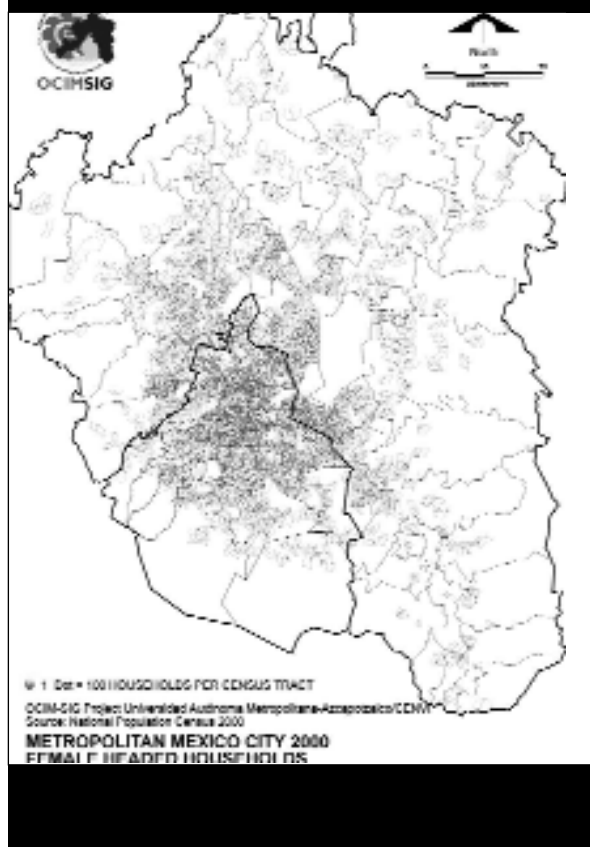 OCIMSIG
North
1 Dot = 100 HOUSEHOLDS PER CENSUS TRACT
OCIM-SIG Project Universidad Autónoma Metropolitana-Azcapotzalco/CENVI
Source: National Population Census 2000
METROPOLITAN MEXICO CITY 2000
FEMALE HEADED HOUSEHOLDS